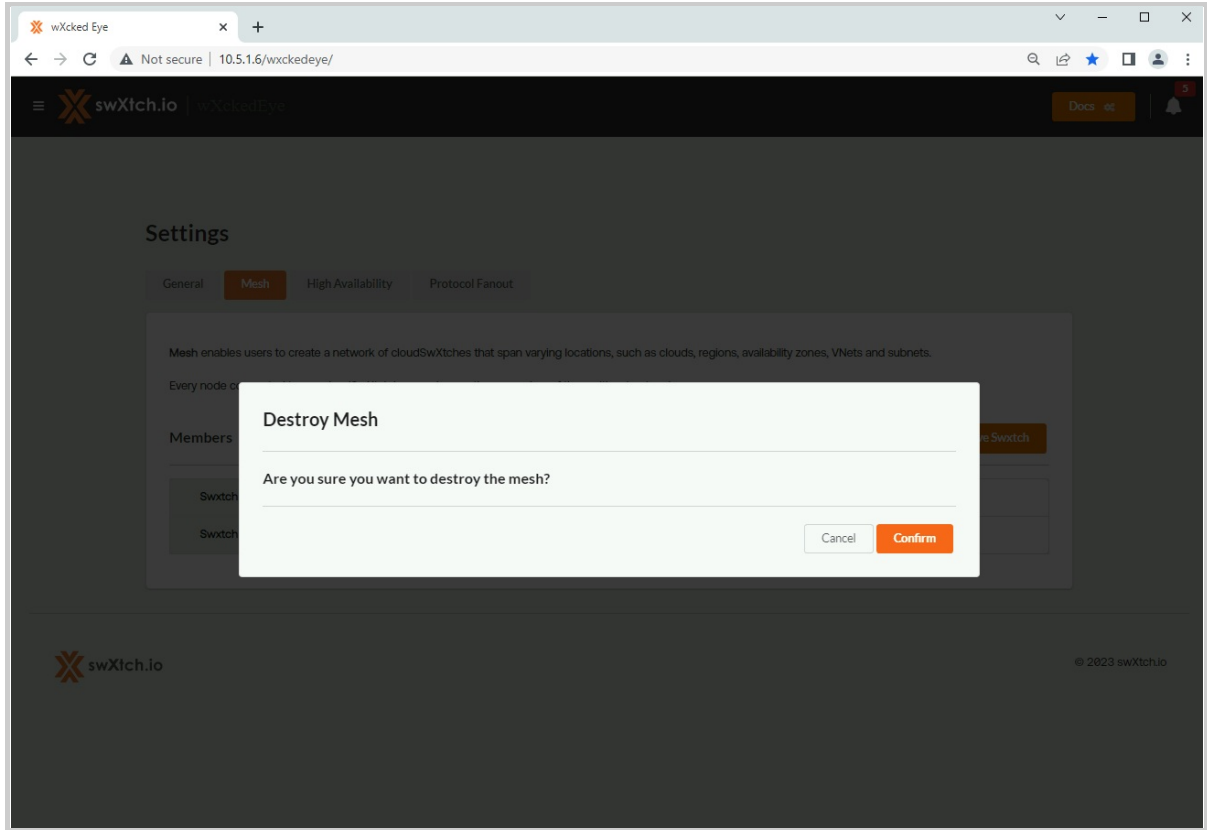 wXcked Eye
Not secure | 10.5.1.6/wxckedeye/
swXtch.io | wXckedEye
Docs
5
Settings
General Mesh High Availability Protocol Fanout
Mesh enables users to create a network of cloudSwXtches that span varying locations, such as clouds, regions, availability zones, VNets and subnets.
Every node
Destroy Mesh
Members
Swxtch
Are you sure you want to destroy the mesh?
Swxtch
Swxtch
Cancel Confirm
swXtch.io
© 2023 swXtch.io